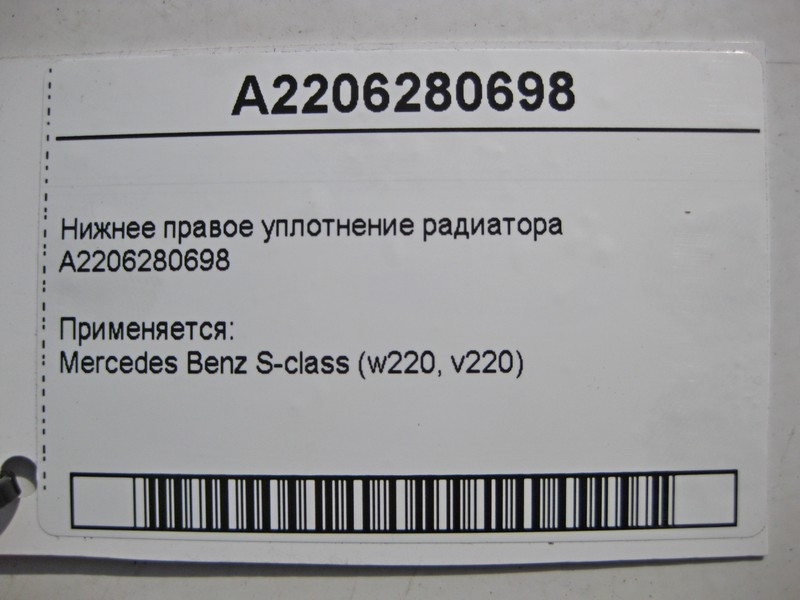 A2206280698
Нижнее правое уплотнение радиатора
A2206280698
Применяется:
Mercedes Benz S-class (w220, v220)